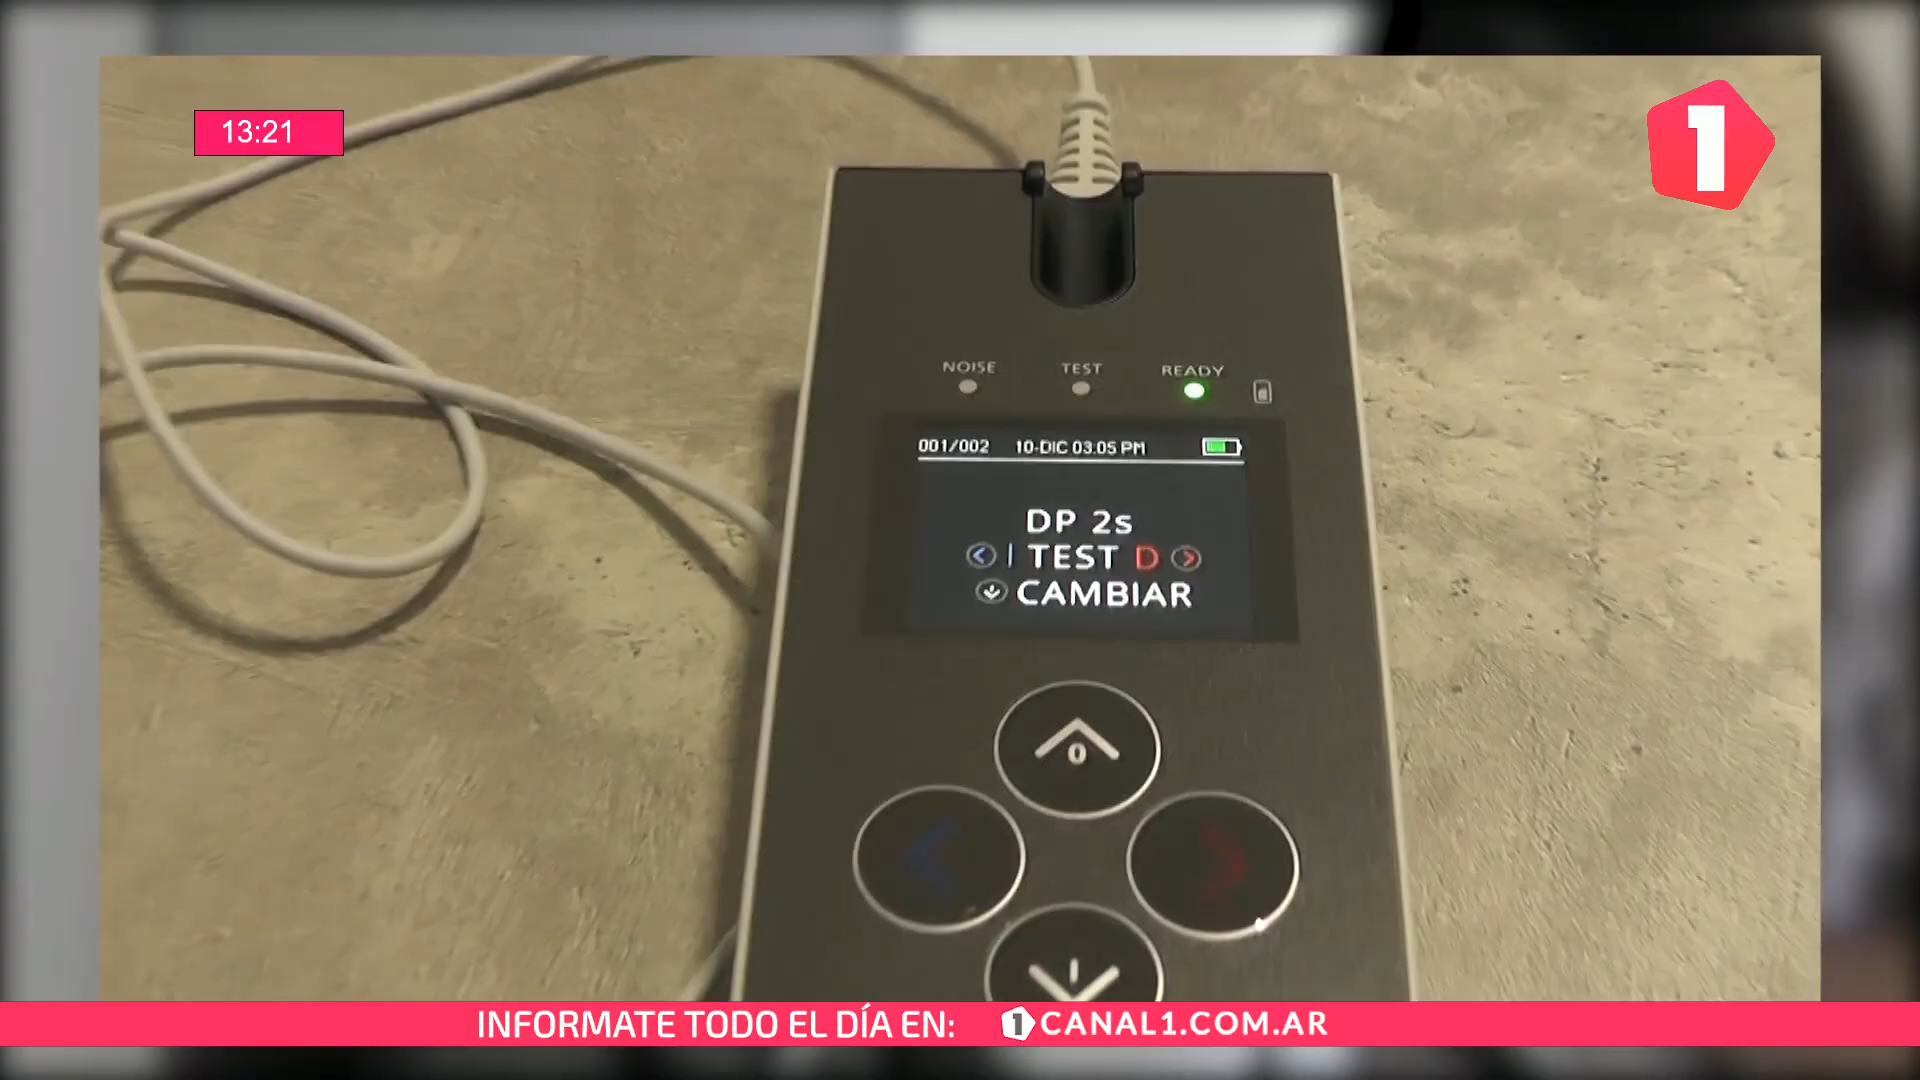 13:21
1
NOISE TEST READY
001/002 10-DIC 03.05 PM
DP 2s
I TEST D
CAMBIAR
0
INFORMATE TODO EL DÍA EN: 1 CANAL1.COM.AR